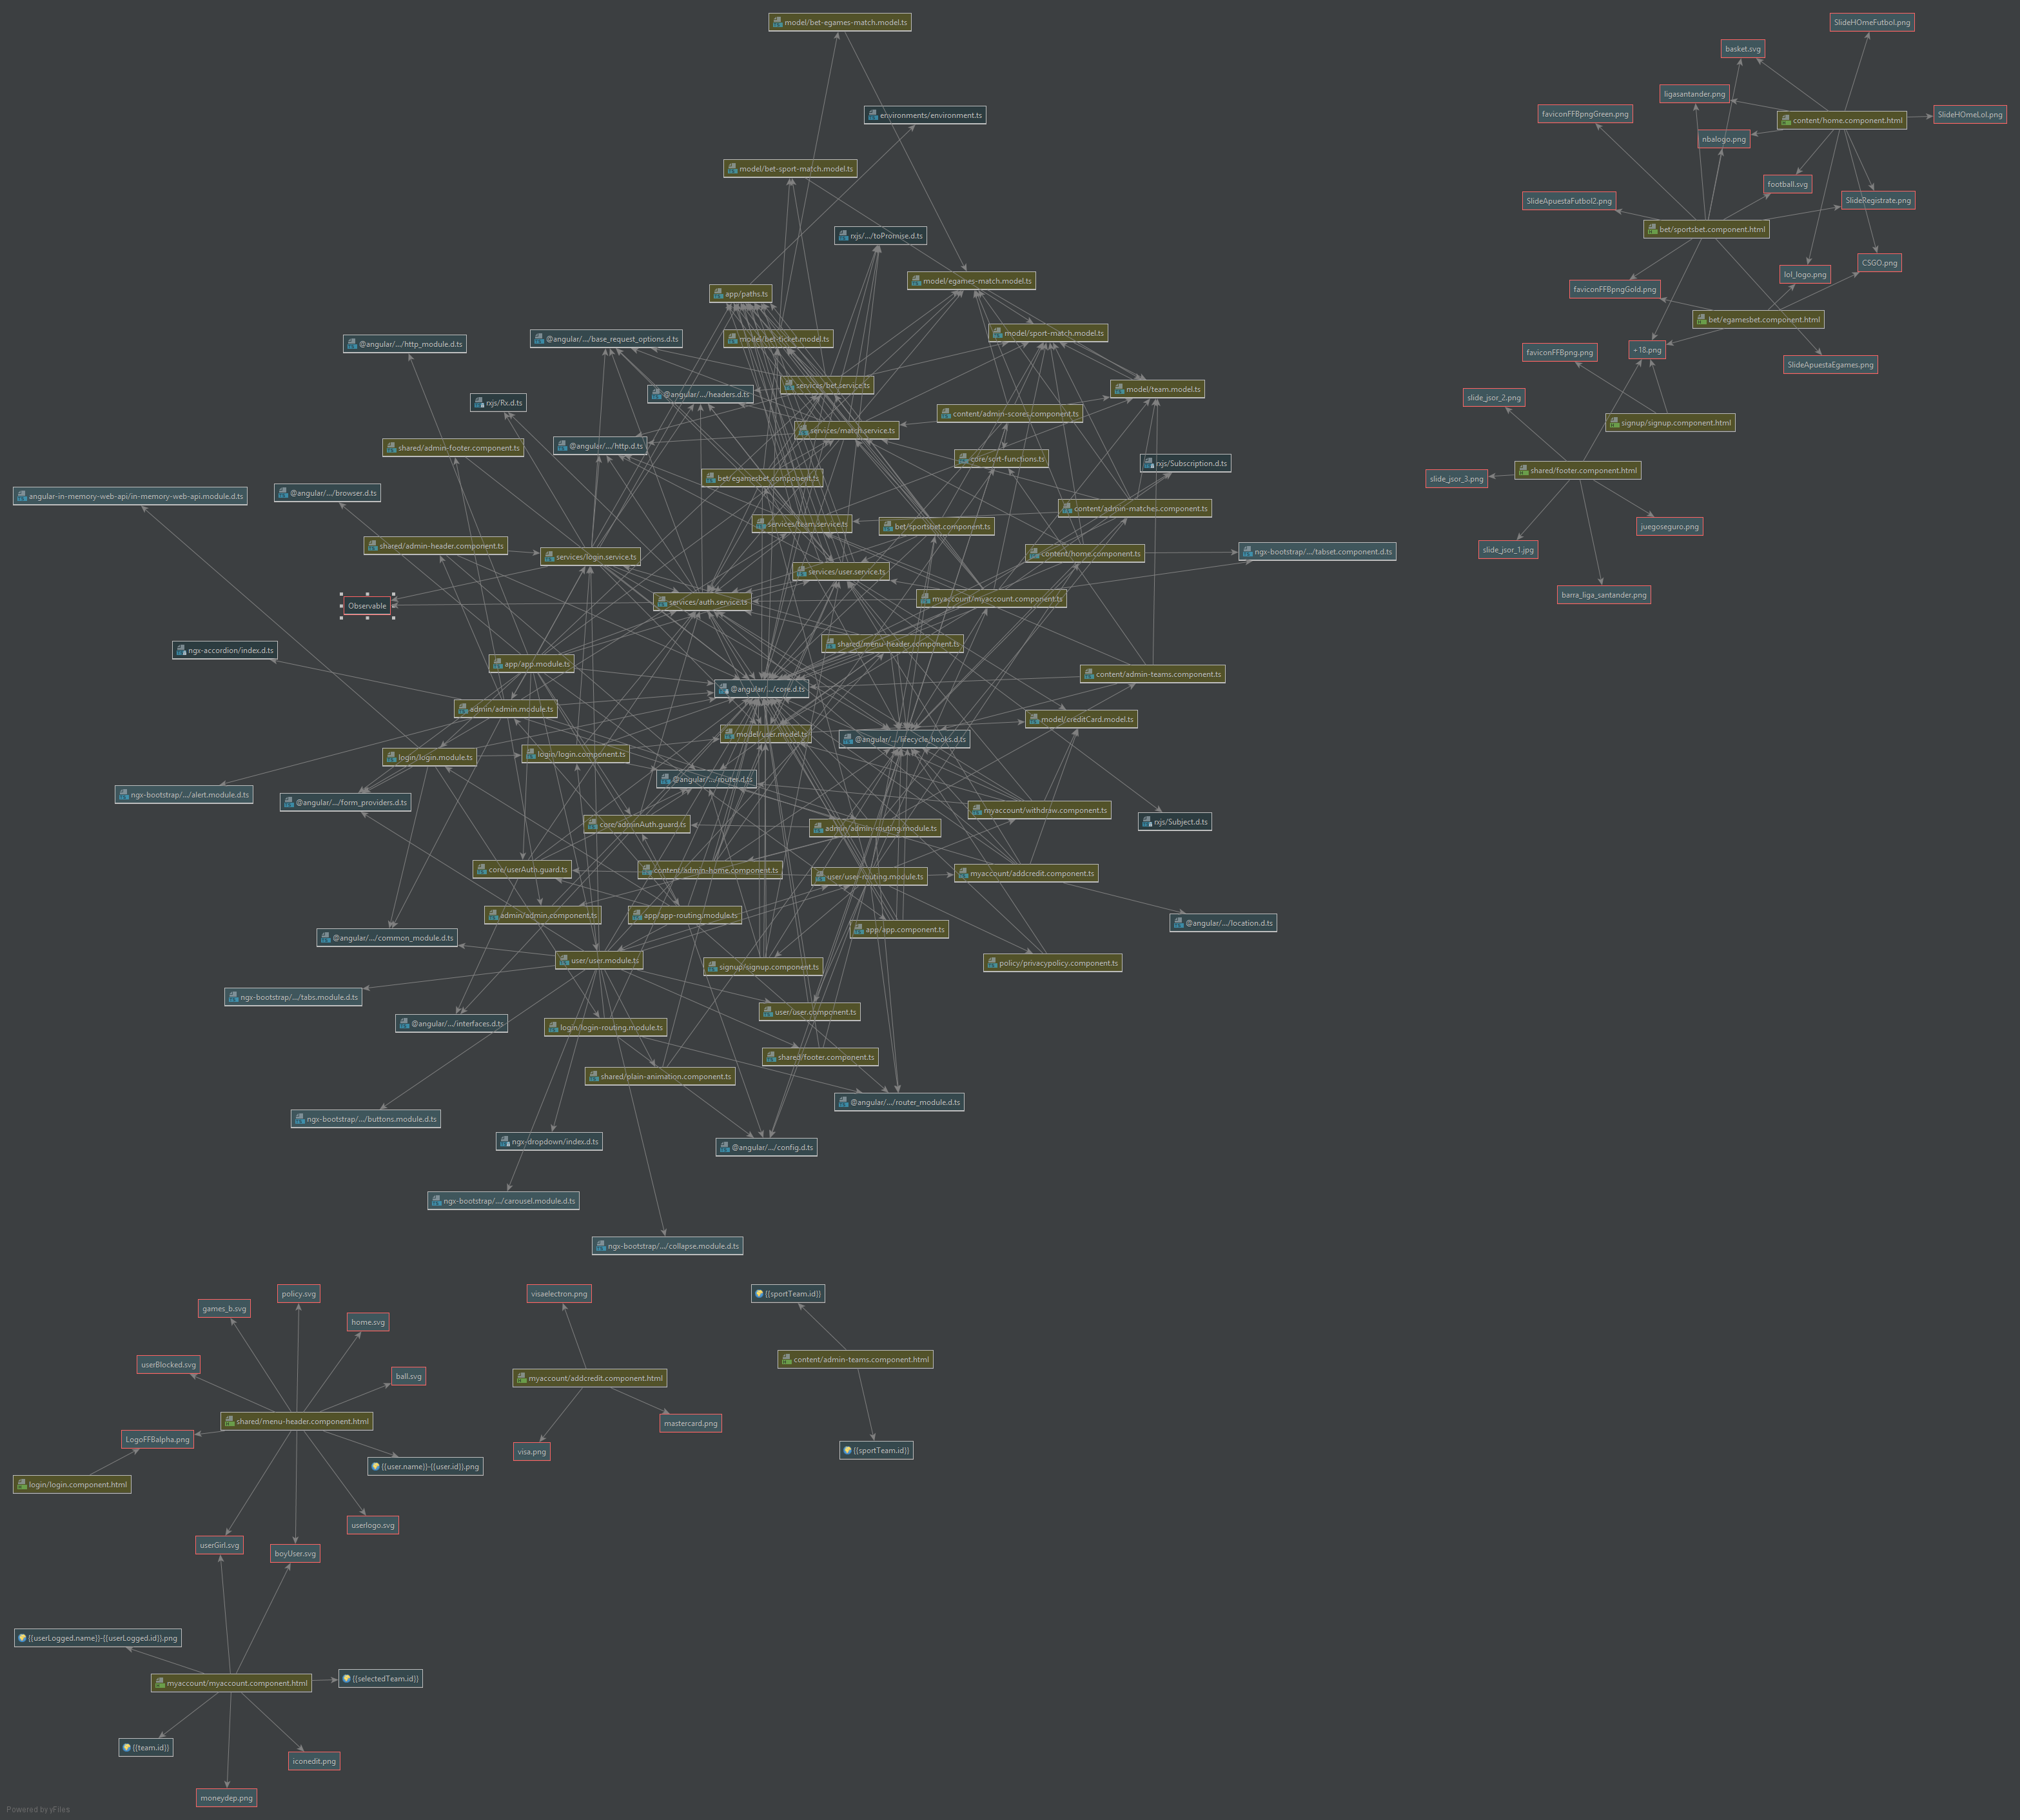 model/bet-egames-match.model.ts
SlideHOmeFutbol.png
basket.svg
ligasantander.png
environments/environment.ts
faviconFFBpngGreen.png
SlideHOmeLol.png
content/home.component.html
nbalogo.png
model/bet-sport-match.model.ts
football.svg
SlideApuestaFutbol2.png
SlideRegistrate.png
bet/sportsbet.component.html
rxjs/.../toPromise.d.ts
CSGO.png
lol_logo.png
model/egames-match.model.ts
faviconFFBpngGold.png
app/paths.ts
bet/egamesbet.component.html
model/sport-match.model.ts
@angular/.../base_request_options.d.ts
model/bet-ticket.model.ts
@angular/.../http_module.d.ts
+18.png
faviconFFBpng.png
SlideApuestaEgames.png
services/bet.service.ts
model/team.model.ts
@angular/.../headers.d.ts
slide_jsor_2.png
rxjs/Rx.d.ts
content/admin-scores.component.ts
signup/signup.component.html
services/match.service.ts
@angular/.../http.d.ts
shared/admin-footer.component.ts
core/sort-functions.ts
rxjs/Subscription.d.ts
shared/footer.component.html
bet/egamesbet.component.ts
slide_jsor_3.png
@angular/.../browser.d.ts
angular-in-memory-web-api/in-memory-web-api.module.d.ts
content/admin-matches.component.ts
services/team.service.ts
bet/sportsbet.component.ts
juegoseguro.png
shared/admin-header.component.ts
slide_jsor_1.jpg
ngx-bootstrap/.../tabset.component.d.ts
content/home.component.ts
services/login.service.ts
services/user.service.ts
barra_liga_santander.png
myaccount/myaccount.component.ts
services/auth.service.ts
Observable
shared/menu-header.component.ts
ngx-accordion/index.d.ts
app/app.module.ts
content/admin-teams.component.ts
@angular/.../core.d.ts
admin/admin.module.ts
model/creditCard.model.ts
model/user.model.ts
@angular/.../lifecycle_hooks.d.ts
login/login.component.ts
login/login.module.ts
@angular/.../router.d.ts
ngx-bootstrap/.../alert.module.d.ts
@angular/.../form_providers.d.ts
myaccount/withdraw.component.ts
rxjs/Subject.d.ts
core/adminAuth.guard.ts
admin/admin-routing.module.ts
core/userAuth.guard.ts
content/admin-home.component.ts
myaccount/addcredit.component.ts
user/user-routing.module.ts
admin/admin.component.ts
app/app-routing.module.ts
@angular/.../location.d.ts
app/app.component.ts
@angular/.../common_module.d.ts
user/user.module.ts
policy/privacypolicy.component.ts
signup/signup.component.ts
ngx-bootstrap/.../tabs.module.d.ts
user/user.component.ts
@angular/.../interfaces.d.ts
login/login-routing.module.ts
shared/footer.component.ts
shared/plain-animation.component.ts
@angular/.../router_module.d.ts
ngx-bootstrap/.../buttons.module.d.ts
ngx-dropdown/index.d.ts
@angular/.../config.d.ts
ngx-bootstrap/.../carousel.module.d.ts
ngx-bootstrap/.../collapse.module.d.ts
policy.svg
visaelectron.png
{{sportTeam.id}}
games_b.svg
home.svg
content/admin-teams.component.html
userBlocked.svg
ball.svg
myaccount/addcredit.component.html
shared/menu-header.component.html
mastercard.png
LogoFFBalpha.png
visa.png
{{sportTeam.id}}
{{user.name}}-{{user.id}}.png
login/login.component.html
userlogo.svg
userGirl.svg
boyUser.svg
{{userLogged.name}}-{{userLogged.id}}.png
{{selectedTeam.id}}
myaccount/myaccount.component.html
{{team.id}}
iconedit.png
moneydep.png
Powered by yFiles